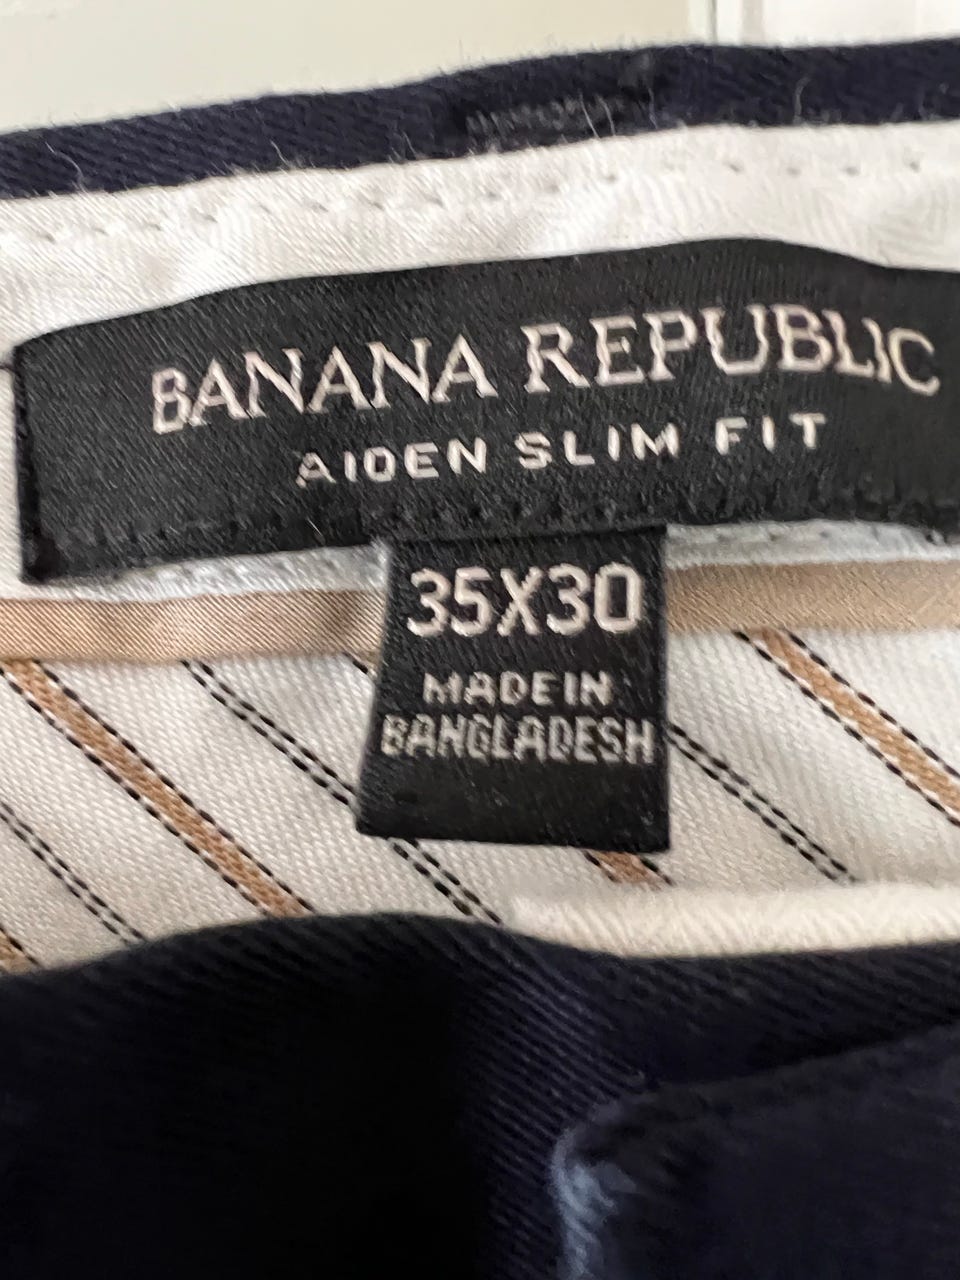 BANANA REPUBLIC
AIDEN SLIM FIT
35X30
MADE IN
BANGLADESH